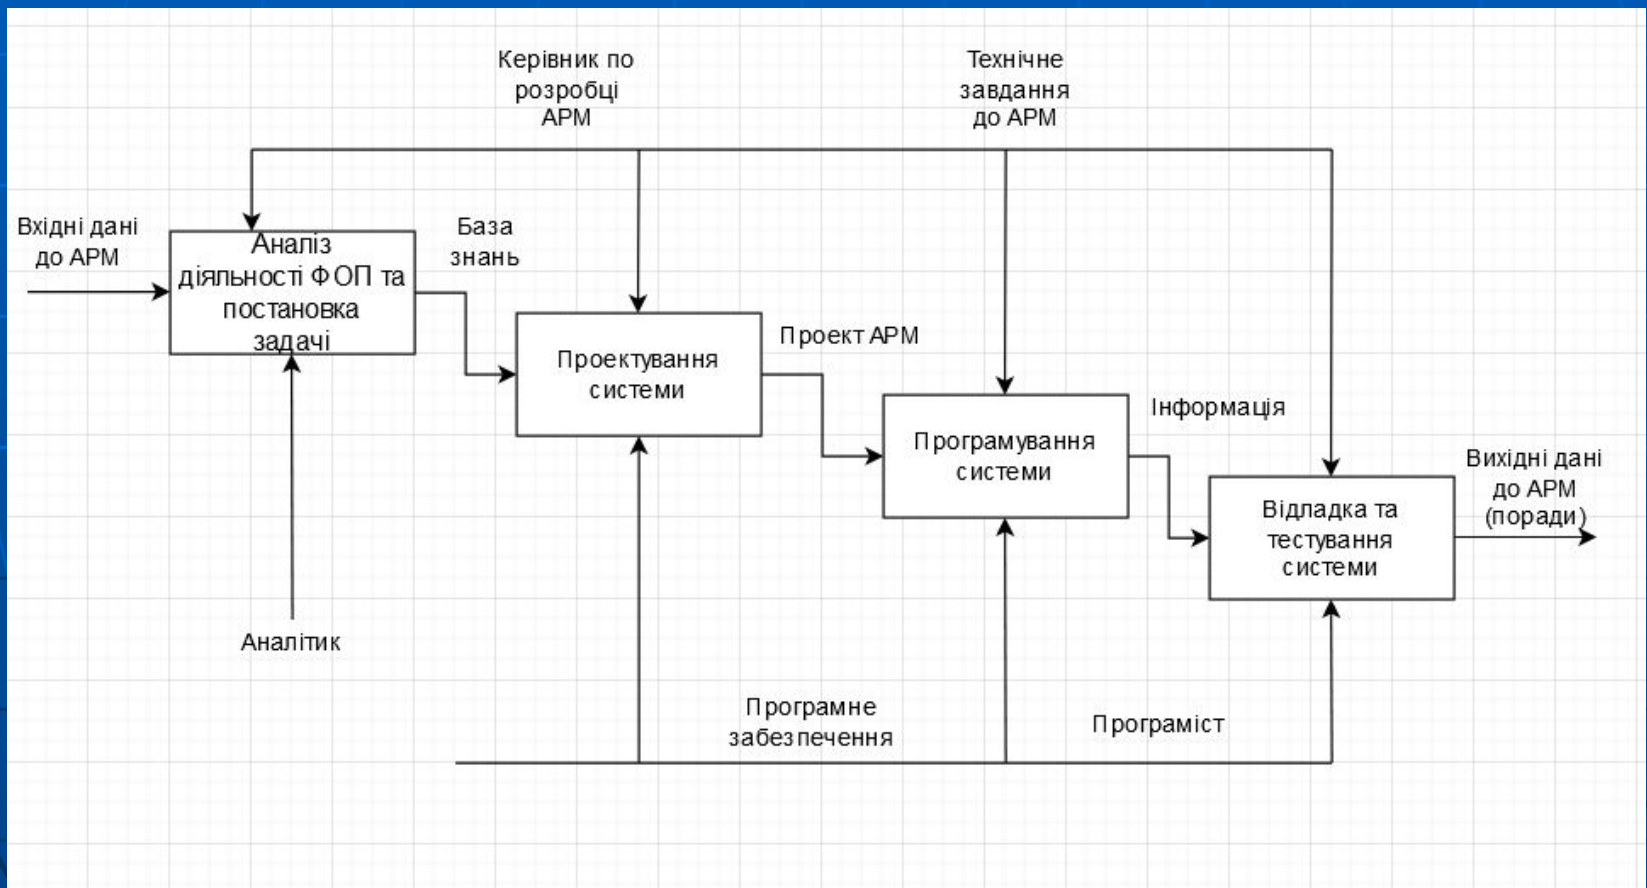 Керівник по
розробці
АРМ
Технічне
завдання
до АРМ
Вхідні дані
до АРМ
Аналіз
діяльності ФОП та
постановка
задачі
База
знань
Проектування
системи
Проект АРМ
Програмування
системи
Інформація
Відладка та
тестування
системи
Вихідні дані
до АРМ
(поради)
Аналітик
Програмне
забезпечення
Програміст